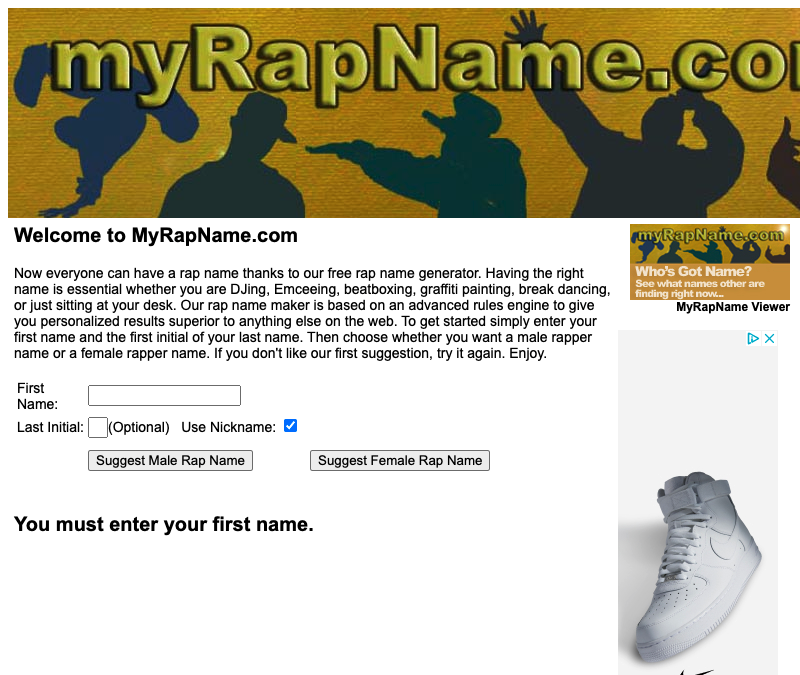 myRapName.co
Welcome to MyRapName.com
Now everyone can have a rap name thanks to our free rap name generator. Having the right
name is essential whether you are DJing, Emceeing, beatboxing, graffiti painting, break dancing,
or just sitting at your desk. Our rap name maker is based on an advanced rules engine to give
you personalized results superior to anything else on the web. To get started simply enter your
first name and the first initial of your last name. Then choose whether you want a male rapper
name or a female rapper name. If you don't like our first suggestion, try it again. Enjoy.
First
Name:
Last Initial: (Optional) Use Nickname:
Suggest Male Rap Name Suggest Female Rap Name
You must enter your first name.
myRapName.com
Who's Got Name?
See what names other are
finding right now...
MyRapName Viewer